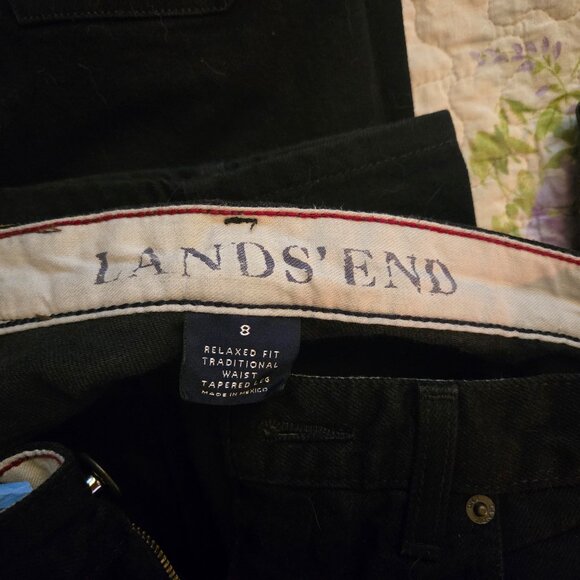 LANDS' END
8
RELAXED FIT
TRADITIONAL
WAIST
TAPERED LEG
MADE IN MEXICO